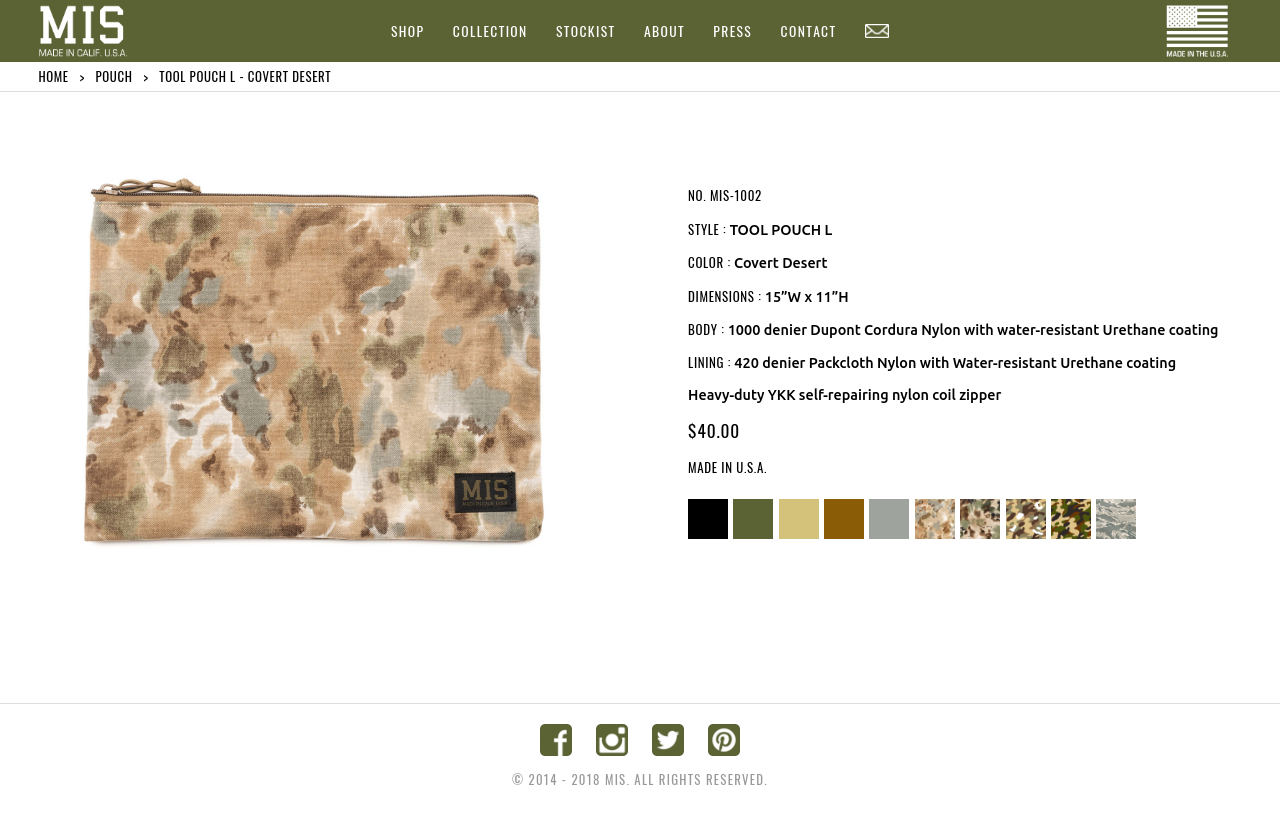 MIS
MADE IN CALIF. U.S.A.
SHOP COLLECTION STOCKIST ABOUT PRESS CONTACT
MADE IN THE U.S.A.
HOME > POUCH > TOOL POUCH L - COVERT DESERT
NO. MIS-1002
STYLE : TOOL POUCH L
COLOR : Covert Desert
DIMENSIONS : 15”W x 11”H
BODY : 1000 denier Dupont Cordura Nylon with water-resistant Urethane coating
LINING : 420 denier Packcloth Nylon with Water-resistant Urethane coating
Heavy-duty YKK self-repairing nylon coil zipper
$40.00
MADE IN U.S.A.
MIS
© 2014 - 2018 MIS. ALL RIGHTS RESERVED.